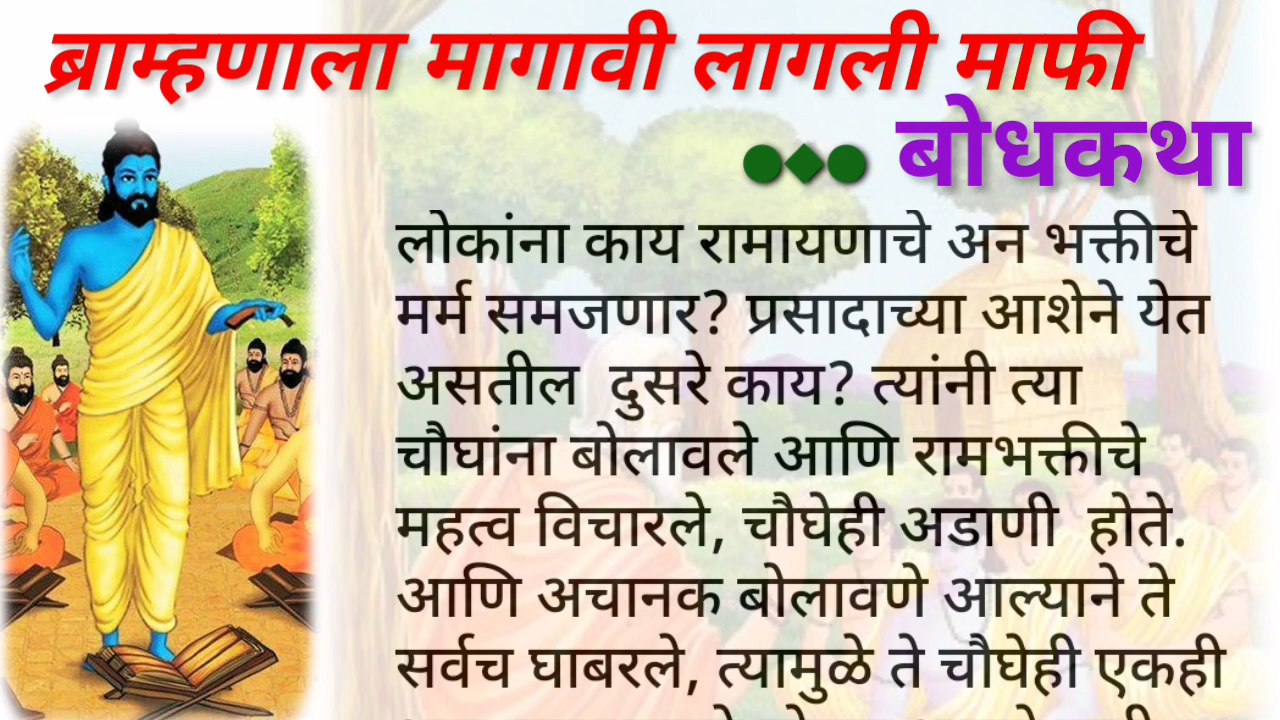 ब्राम्हणाला मागावी लागली माफी
●◆● बोधकथा
लोकांना काय रामायणाचे अन भक्तीचे
मर्म समजणार? प्रसादाच्या आशेने येत
असतील दुसरे काय? त्यांनी त्या
चौघांना बोलावले आणि रामभक्तीचे
महत्व विचारले, चौघेही अडाणी होते.
आणि अचानक बोलावणे आल्याने ते
सर्वच घाबरले, त्यामुळे ते चौघेही एकही